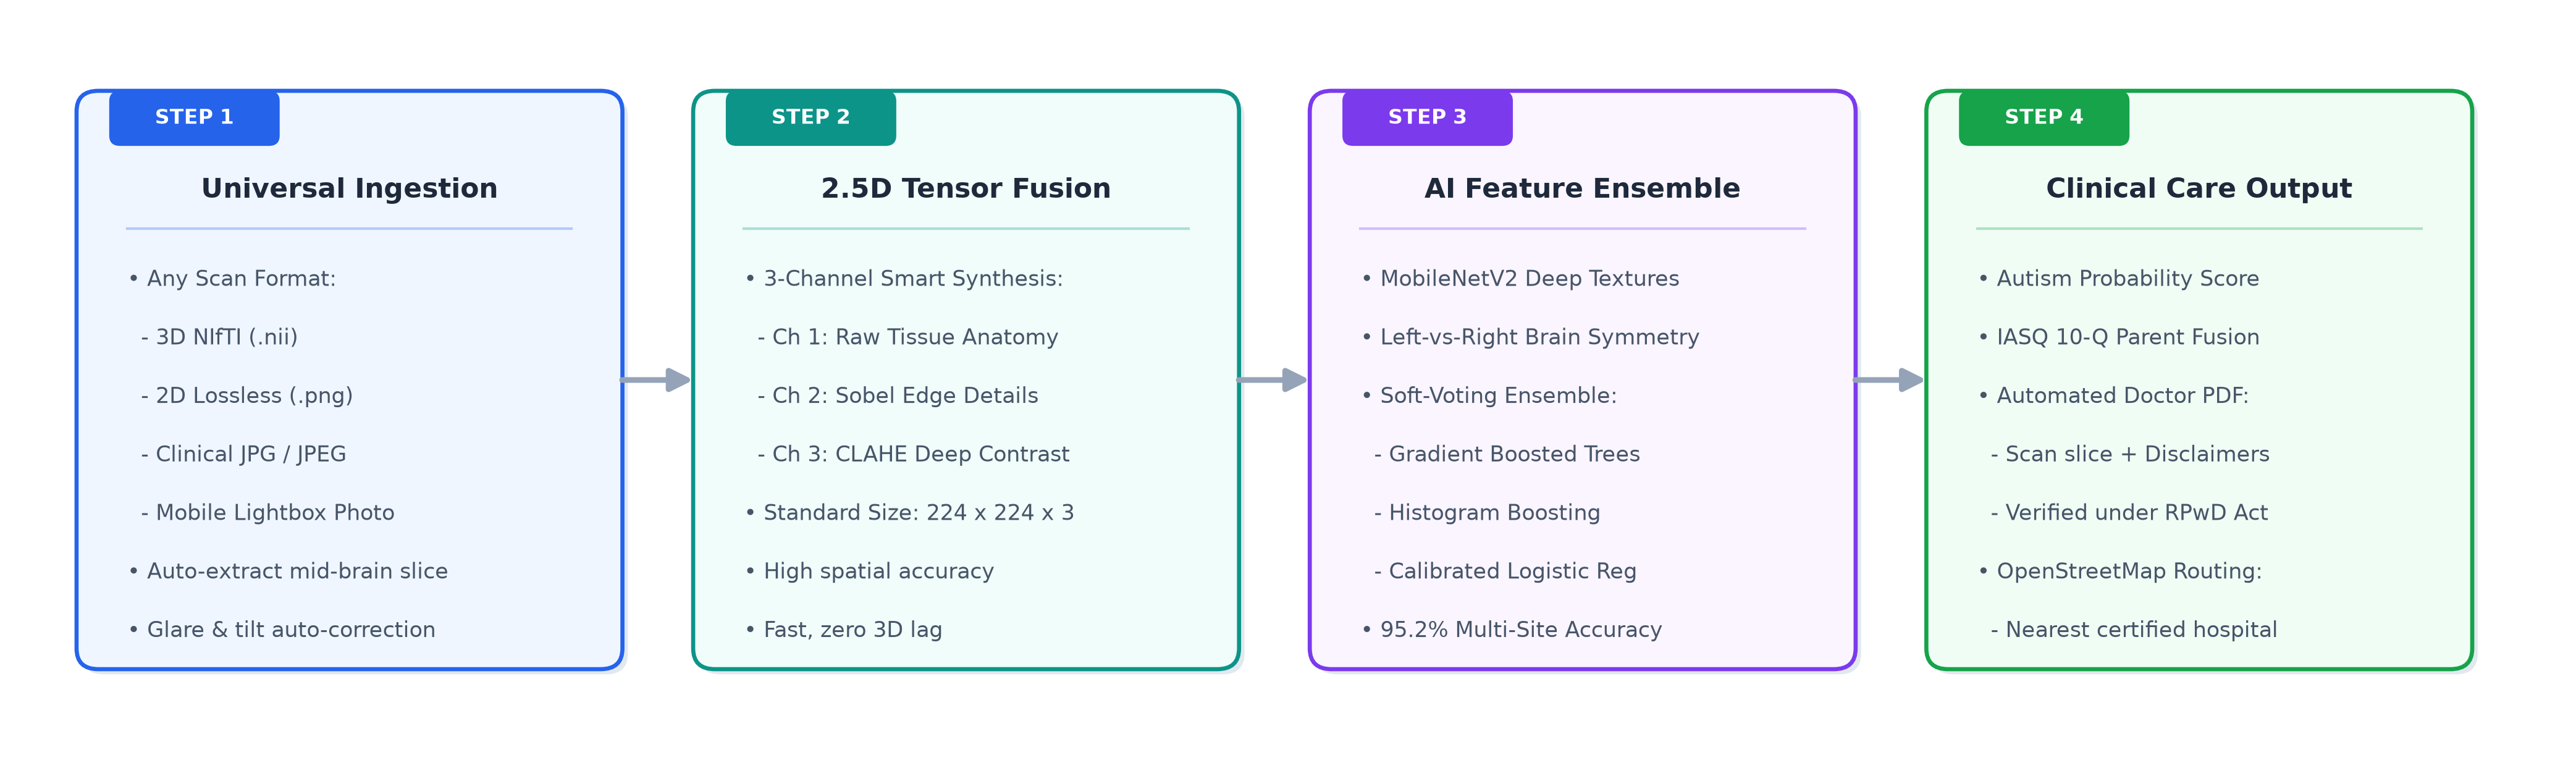 STEP 1
Universal Ingestion
• Any Scan Format:
- 3D NIfTI (.nii)
- 2D Lossless (.png)
- Clinical JPG / JPEG
- Mobile Lightbox Photo
• Auto-extract mid-brain slice
• Glare & tilt auto-correction
STEP 2
2.5D Tensor Fusion
• 3-Channel Smart Synthesis:
- Ch 1: Raw Tissue Anatomy
- Ch 2: Sobel Edge Details
- Ch 3: CLAHE Deep Contrast
• Standard Size: 224 x 224 x 3
• High spatial accuracy
• Fast, zero 3D lag
STEP 3
AI Feature Ensemble
• MobileNetV2 Deep Textures
• Left-vs-Right Brain Symmetry
• Soft-Voting Ensemble:
- Gradient Boosted Trees
- Histogram Boosting
- Calibrated Logistic Reg
• 95.2% Multi-Site Accuracy
STEP 4
Clinical Care Output
• Autism Probability Score
• IASQ 10-Q Parent Fusion
• Automated Doctor PDF:
- Scan slice + Disclaimers
- Verified under RPwD Act
• OpenStreetMap Routing:
- Nearest certified hospital